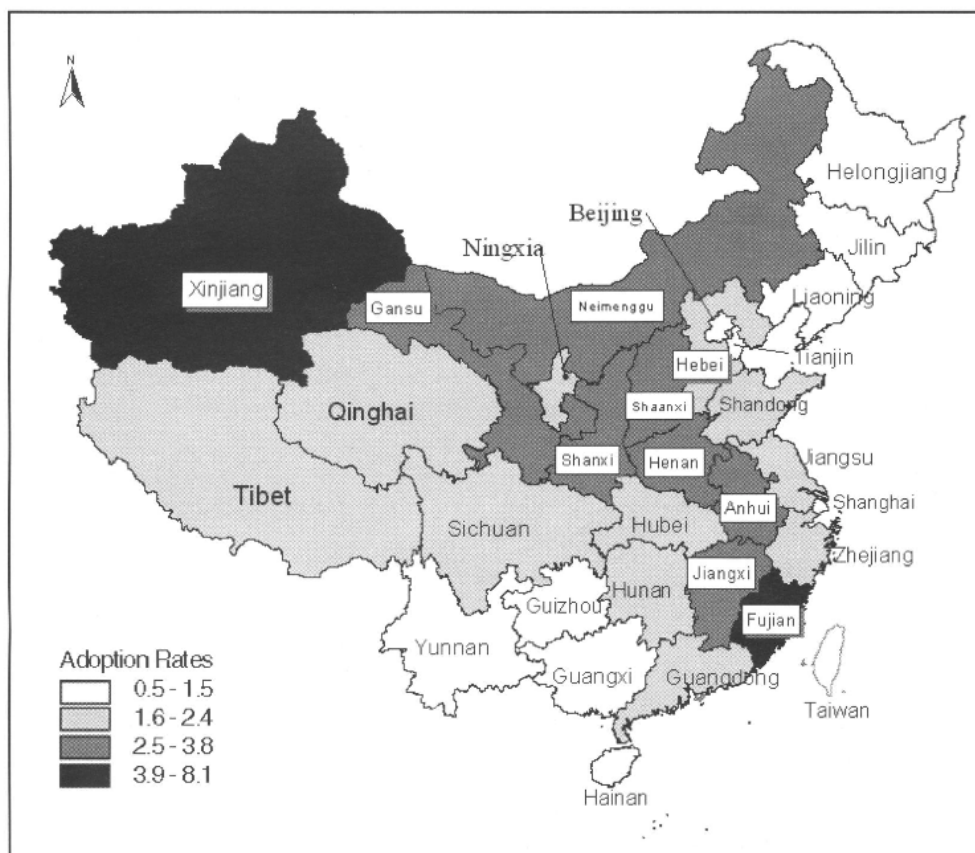 N
Helongjiang
Beijing
Ningxia
Jilin
Xinjiang
Liaoning
Gansu
Neimenggu
Tianjin
Hebei
Qinghai
Shaanxi
Shandong
Shanxi
Henan
Jiangsu
Tibet
Anhui
Shanghai
Sichuan
Hubei
Zhejiang
Jiangxi
Hunan
Guizhou
Fujian
Yunnan
Guangxi
Guangdong
Taiwan
Hainan
Adoption Rates
0.5 - 1.5
1.6 - 2.4
2.5 - 3.8
3.9 - 8.1